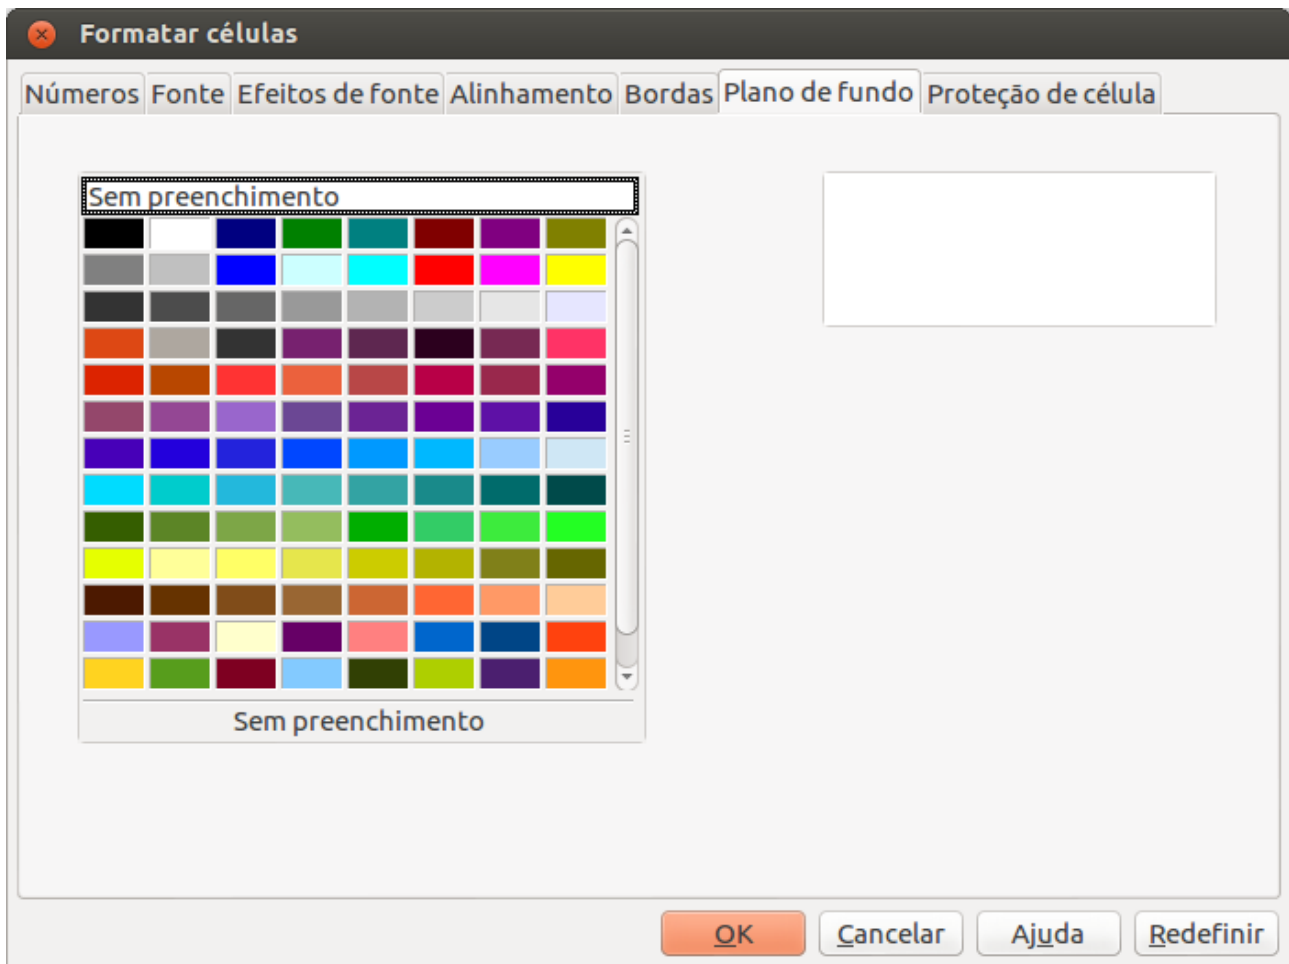 Formatar células
Números Fonte Efeitos de fonte Alinhamento Bordas Plano de fundo Proteção de célula
Sem preenchimento
Sem preenchimento
OK Cancelar Ajuda Redefinir